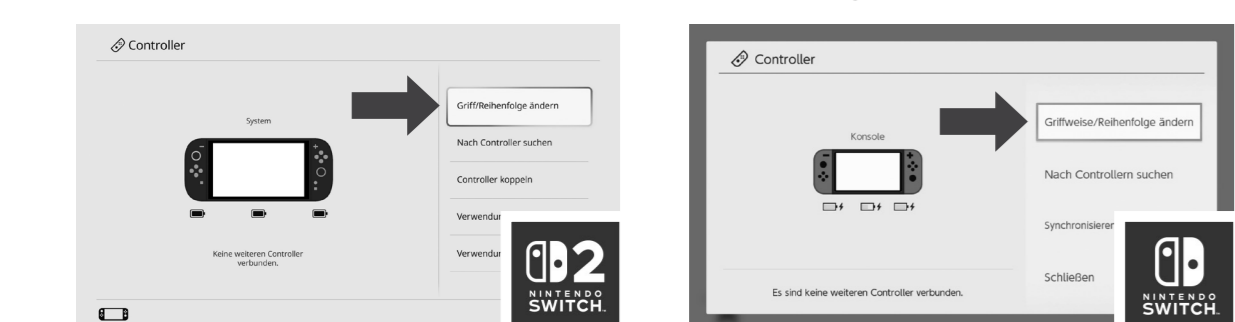 Controller
System
Griff/Reihenfolge ändern
Nach Controller suchen
Controller koppeln
Keine weiteren Controller
verbunden.
2
NINTENDO
SWITCH
Controller
Konsole
Griffweise/Reihenfolge ändern
Nach Controllern suchen
Schließen
Es sind keine weiteren Controller verbunden.
NINTENDO
SWITCH